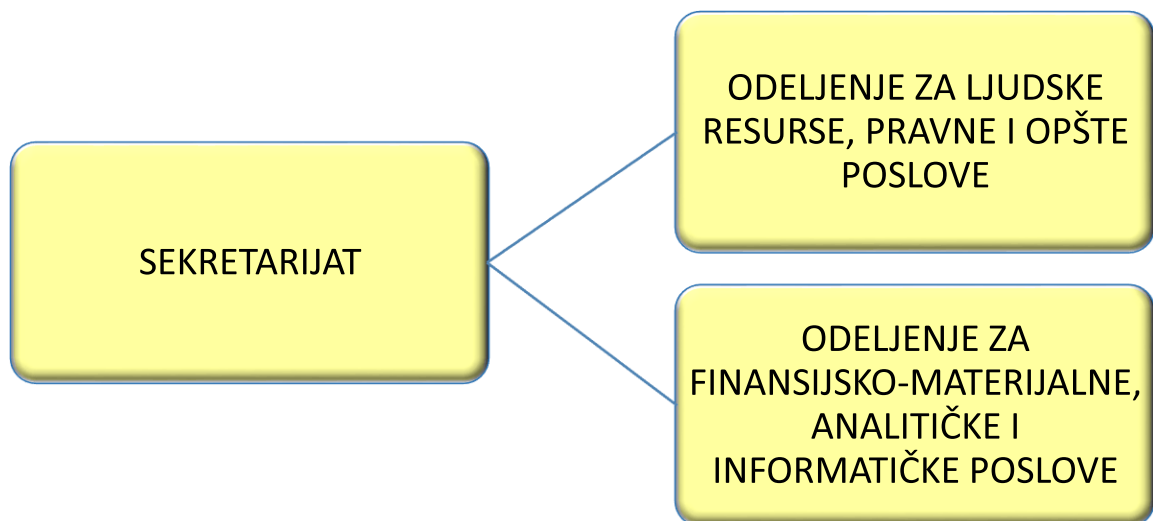 SEKRETARIJAT
ODELJENJE ZA LJUDSKE
RESURSE, PRAVNE I OPŠTE
POSLOVE
ODELJENJE ZA
FINANSIJSKO-MATERIJALNE,
ANALITIČKE I
INFORMATIČKE POSLOVE